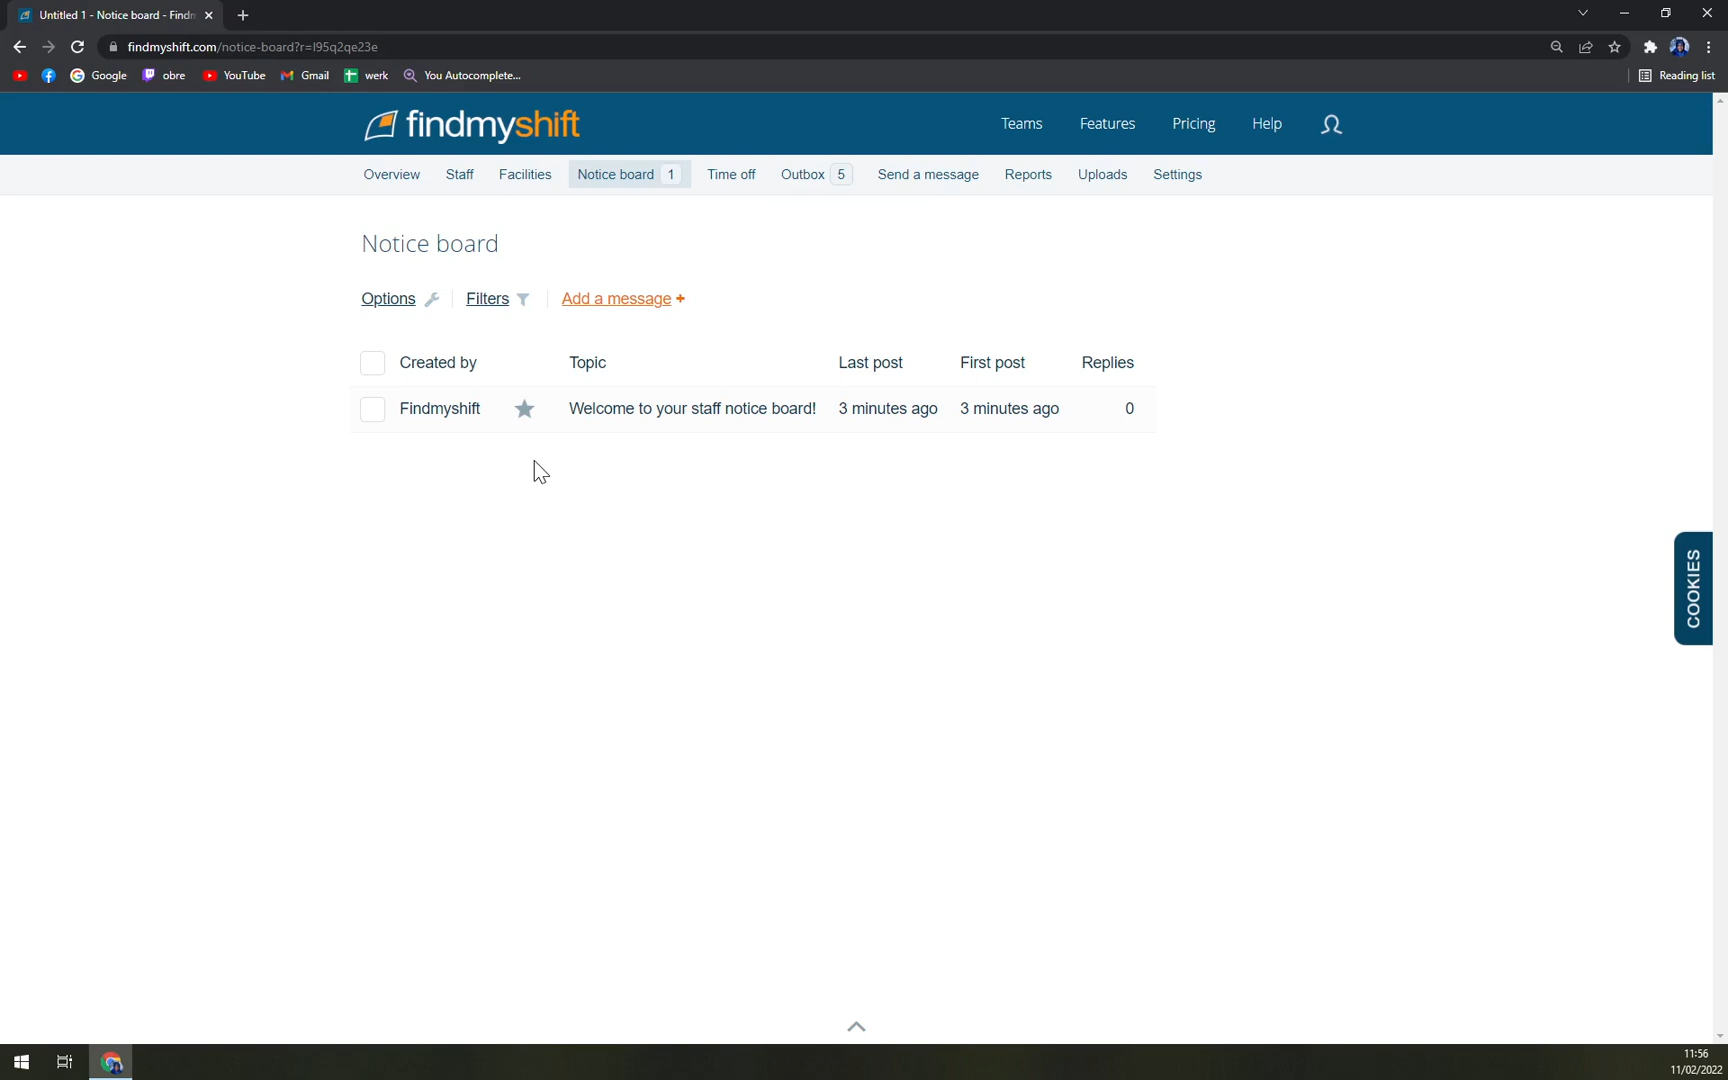 Untitled 1 - Notice board - Findm
findmyshift.com/notice-board?r=l95q2qe23e
Google
obre
YouTube
Gmail
werk
You Autocomplete...
Reading list
findmyshift
Teams
Features
Pricing
Help
Overview
Staff
Facilities
Notice board 1
Time off
Outbox 5
Send a message
Reports
Uploads
Settings
Notice board
Options
Filters
Add a message +
Created by
Topic
Last post
First post
Replies
Findmyshift
Welcome to your staff notice board!
3 minutes ago
3 minutes ago
0
COOKIES
11:56
11/02/2022